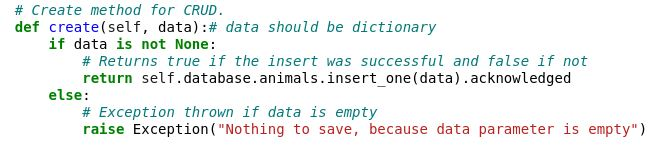 # Create method for CRUD.
def create(self, data):# data should be dictionary
if data is not None:
# Returns true if the insert was successful and false if not
return self.database.animals.insert_one(data).acknowledged
else:
# Exception thrown if data is empty
raise Exception("Nothing to save, because data parameter is empty")